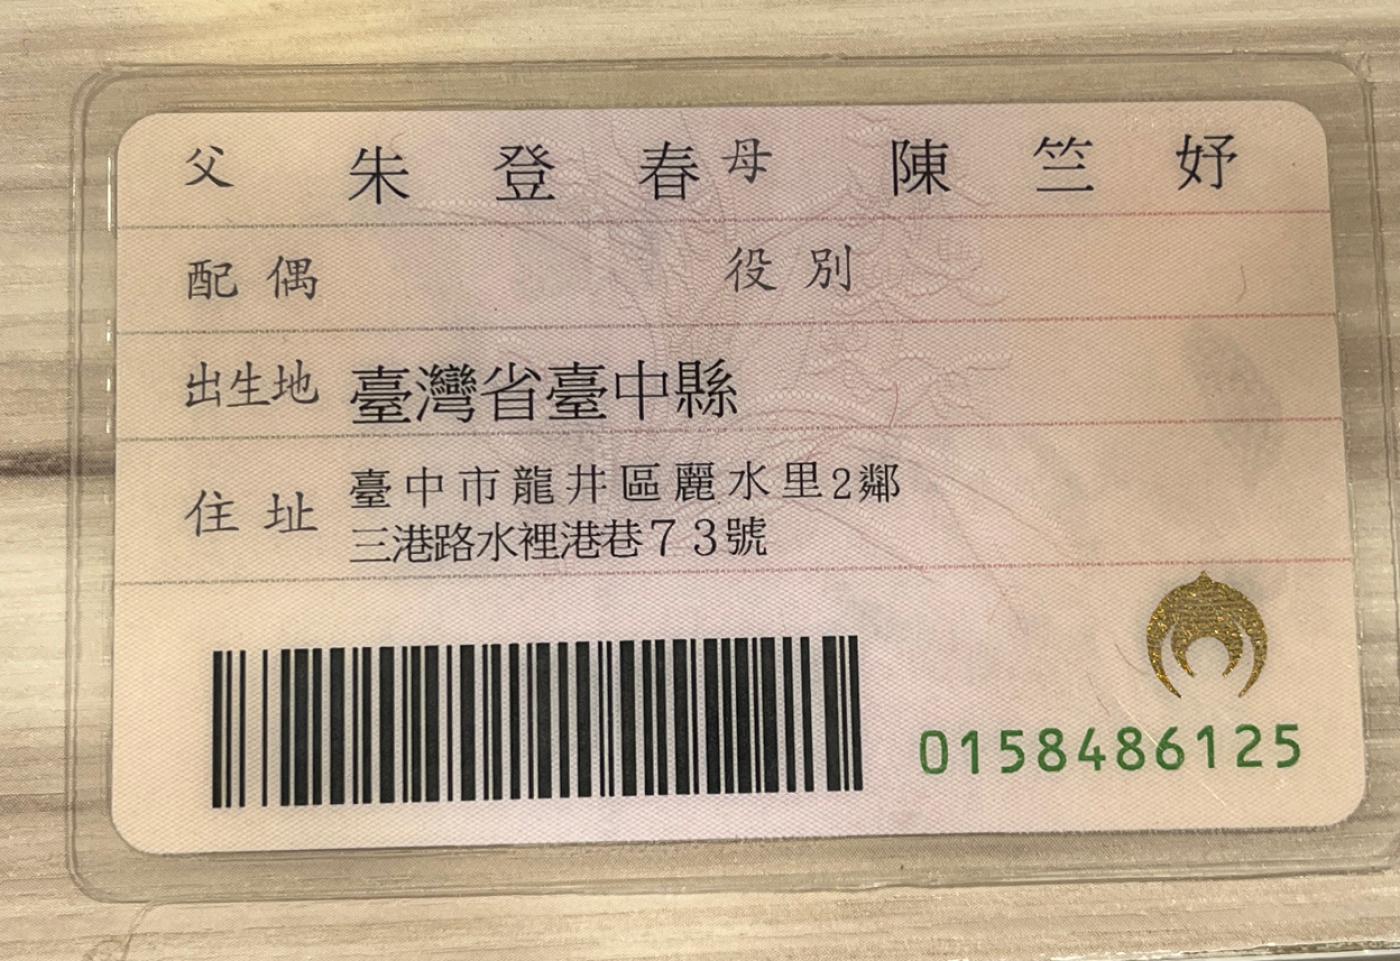 父 朱登春 母 陳竺妤
配偶 役別
出生地 臺灣省臺中縣
住址 臺中市龍井區麗水里2鄰
三港路水裡港巷73號
0158486125